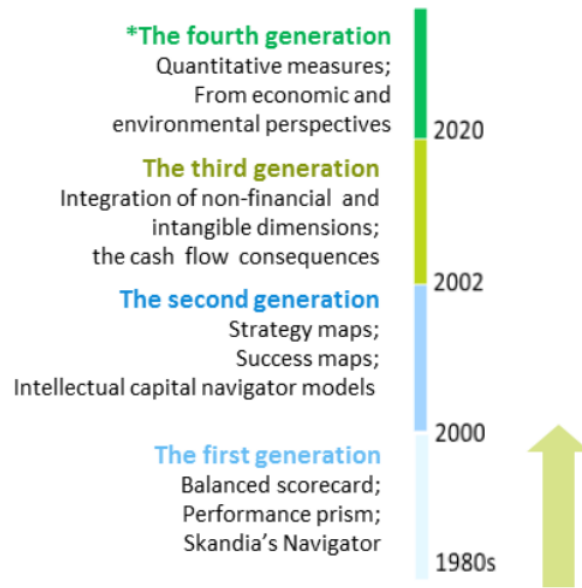 *The fourth generation
Quantitative measures;
From economic and
environmental perspectives
2020
The third generation
Integration of non-financial and
intangible dimensions;
the cash flow consequences
2002
The second generation
Strategy maps;
Success maps;
Intellectual capital navigator models
2000
The first generation
Balanced scorecard;
Performance prism;
Skandia's Navigator
1980s